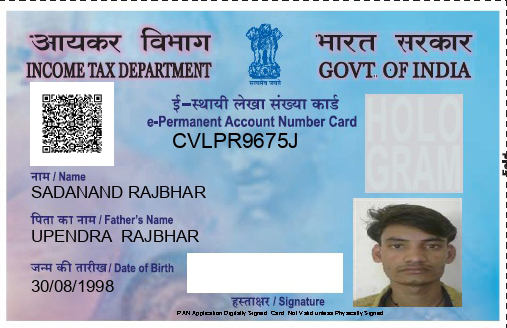 आयकर विभाग
INCOME TAX DEPARTMENT
सत्यमेव जयते
भारत सरकार
GOVT. OF INDIA
ई-स्थायी लेखा संख्या कार्ड
e-Permanent Account Number Card
CVLPR9675J
HOLO
GRAM
नाम / Name
SADANAND RAJBHAR
पिता का नाम / Father's Name
UPENDRA RAJBHAR
जन्म की तारीख / Date of Birth
30/08/1998
हस्ताक्षर / Signature
PAN Application Digitally Signed Card Not Valid unless Physically Signed